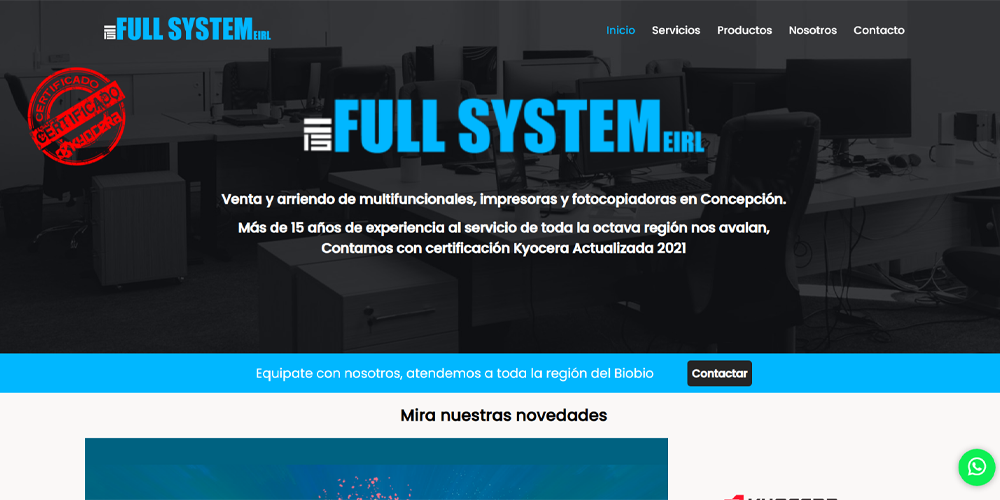 FULL SYSTEM EIRL
Inicio Servicios Productos Nosotros Contacto
CERTIFICADO
CERTIFICADO
KYOCERA
FULL SYSTEM EIRL
Venta y arriendo de multifuncionales, impresoras y fotocopiadoras en Concepción.
Más de 15 años de experiencia al servicio de toda la octava región nos avalan,
Contamos con certificación Kyocera Actualizada 2021
Equipate con nosotros, atendemos a toda la región del Biobio
Contactar
Mira nuestras novedades